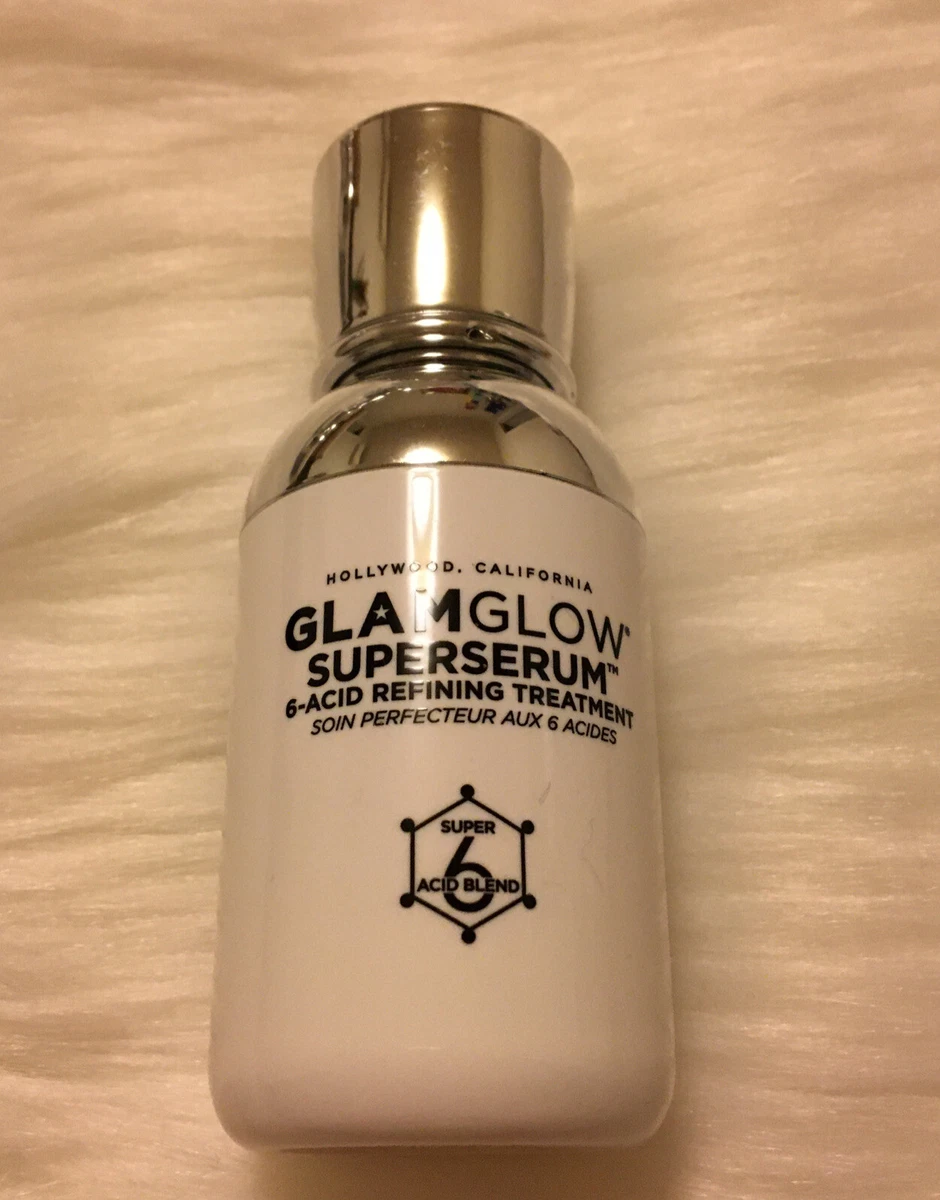 HOLLYWOOD, CALIFORNIA
GLAMGLOW®
SUPERSERUM™
6-ACID REFINING TREATMENT
SOIN PERFECTEUR AUX 6 ACIDES
SUPER
6
ACID BLEND